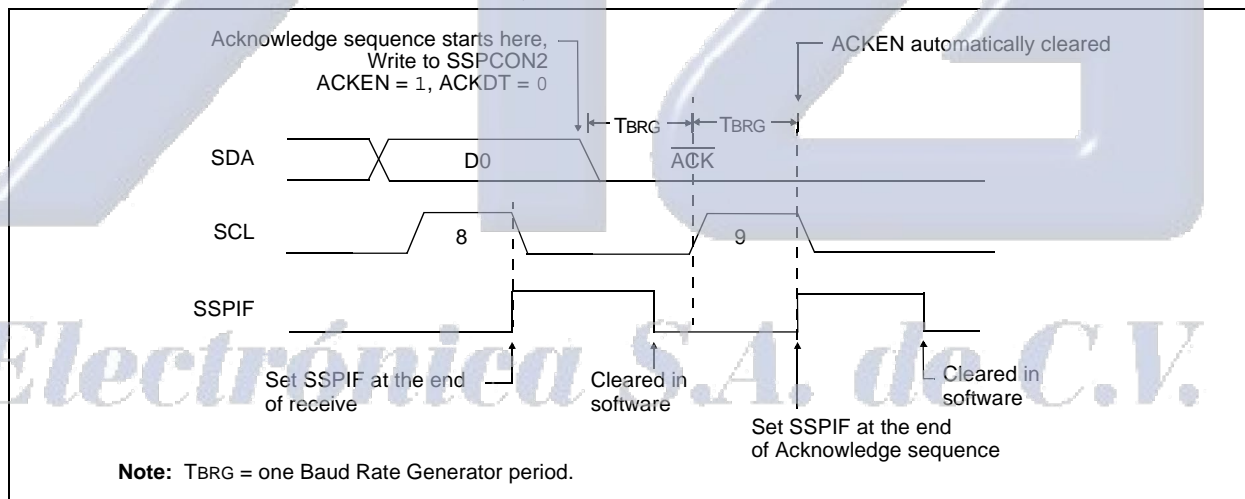 Acknowledge sequence starts here,
Write to SSPCON2
ACKEN = 1, ACKDT = 0
ACKEN automatically cleared
TBRG
TBRG
SDA
D0
ACK
SCL
8
9
SSPIF
Set SSPIF at the end
of receive
Cleared in
software
Set SSPIF at the end
of Acknowledge sequence
Cleared in
software
Electrónica S.A. de C.V.
Note: TBRG = one Baud Rate Generator period.